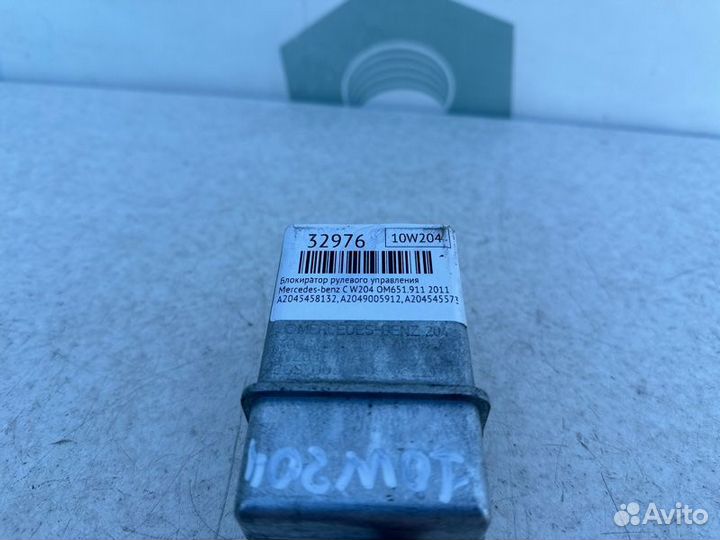 32976 10W204
Блокиратор рулевого управления
Mercedes-benz C W204 OM651.911 2011
A2045458132, A2049005912, A204545573
MERCEDES-BENZ 204
10W204
Avito